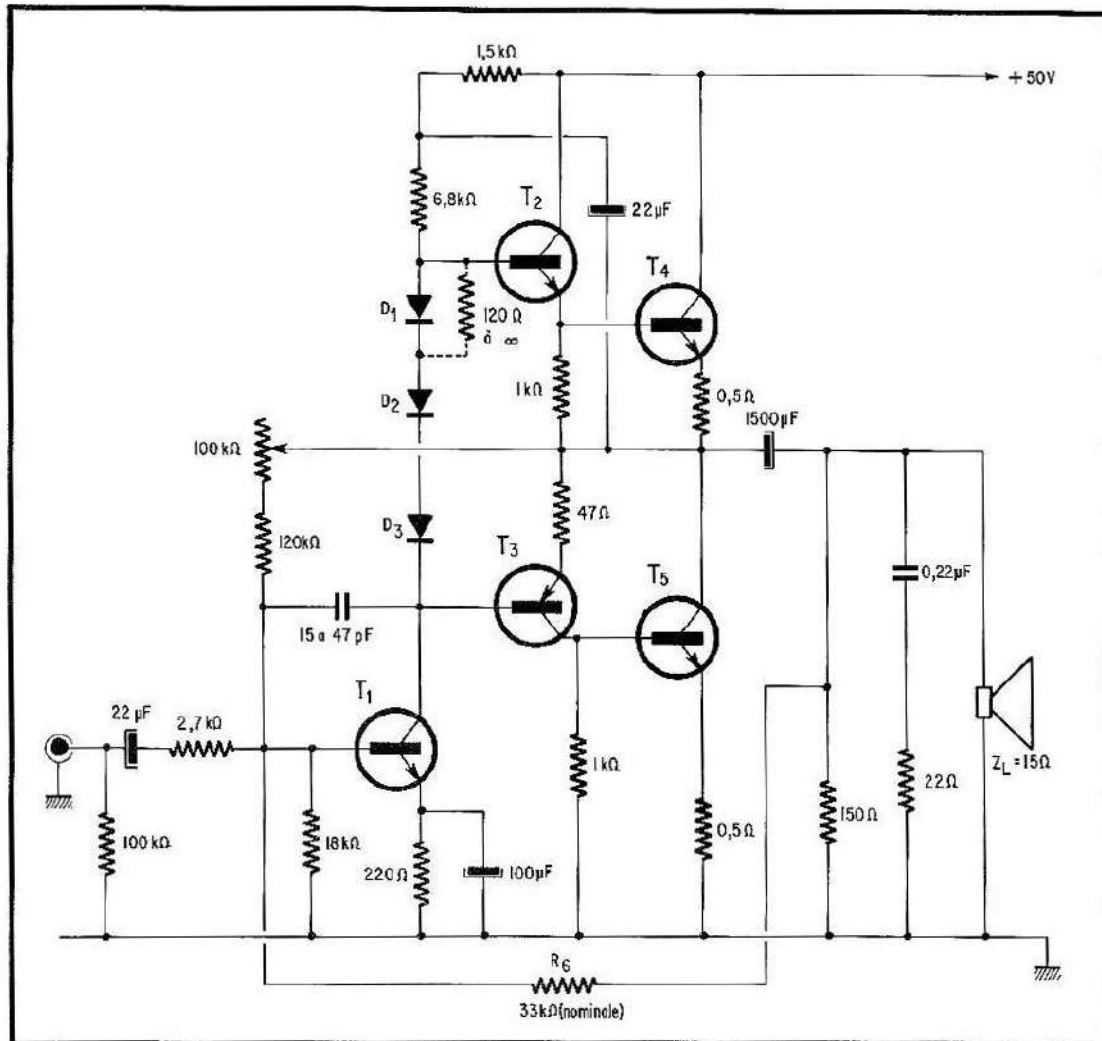 1,5kΩ
+50V
6,8kΩ
T2
22µF
T4
D1
120Ω
à ∞
1kΩ
0,5Ω
D2
1500µF
100kΩ
47Ω
D3
120kΩ
T3
T5
0,22µF
15 à 47pF
T1
22 µF
2,7kΩ
1kΩ
ZL=15Ω
22Ω
100kΩ
18kΩ
220Ω
100µF
0,5Ω
150Ω
R6
33kΩ(nominale)